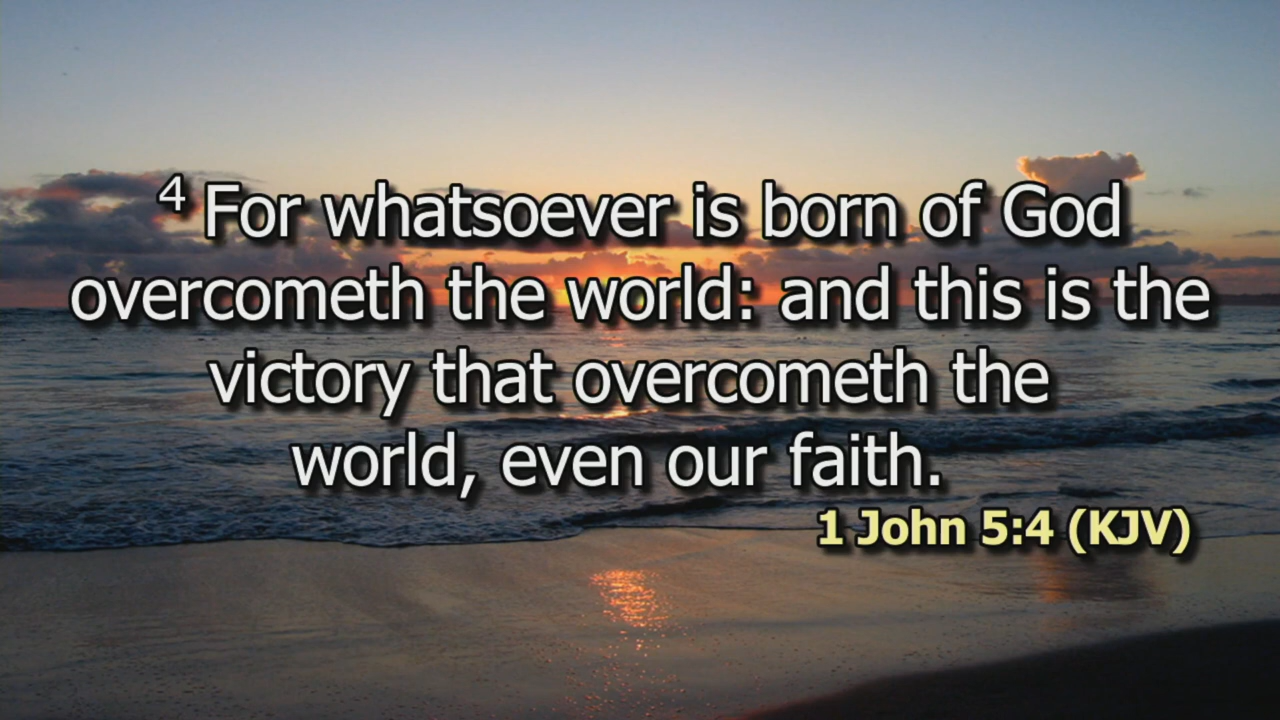 4 For whatsoever is born of God
overcometh the world: and this is the
victory that overcometh the
world, even our faith.
1 John 5:4 (KJV)